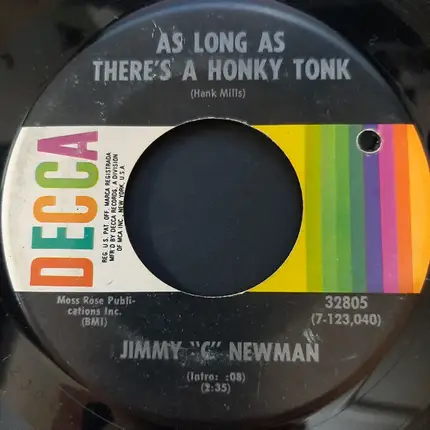 AS LONG AS
THERE'S A HONKY TONK
(Hank Mills)
DECCA
REG. U.S. PAT. OFF. MARCA REGISTRADA
MF'R'D BY DECCA RECORDS, A DIVISION
OF MCA INC., NEW YORK, U.S.A.
Moss Rose Publi-
cations Inc.
(BMI)
32805
(7-123,040)
JIMMY "C" NEWMAN
(Intro: :08)
(2:35)